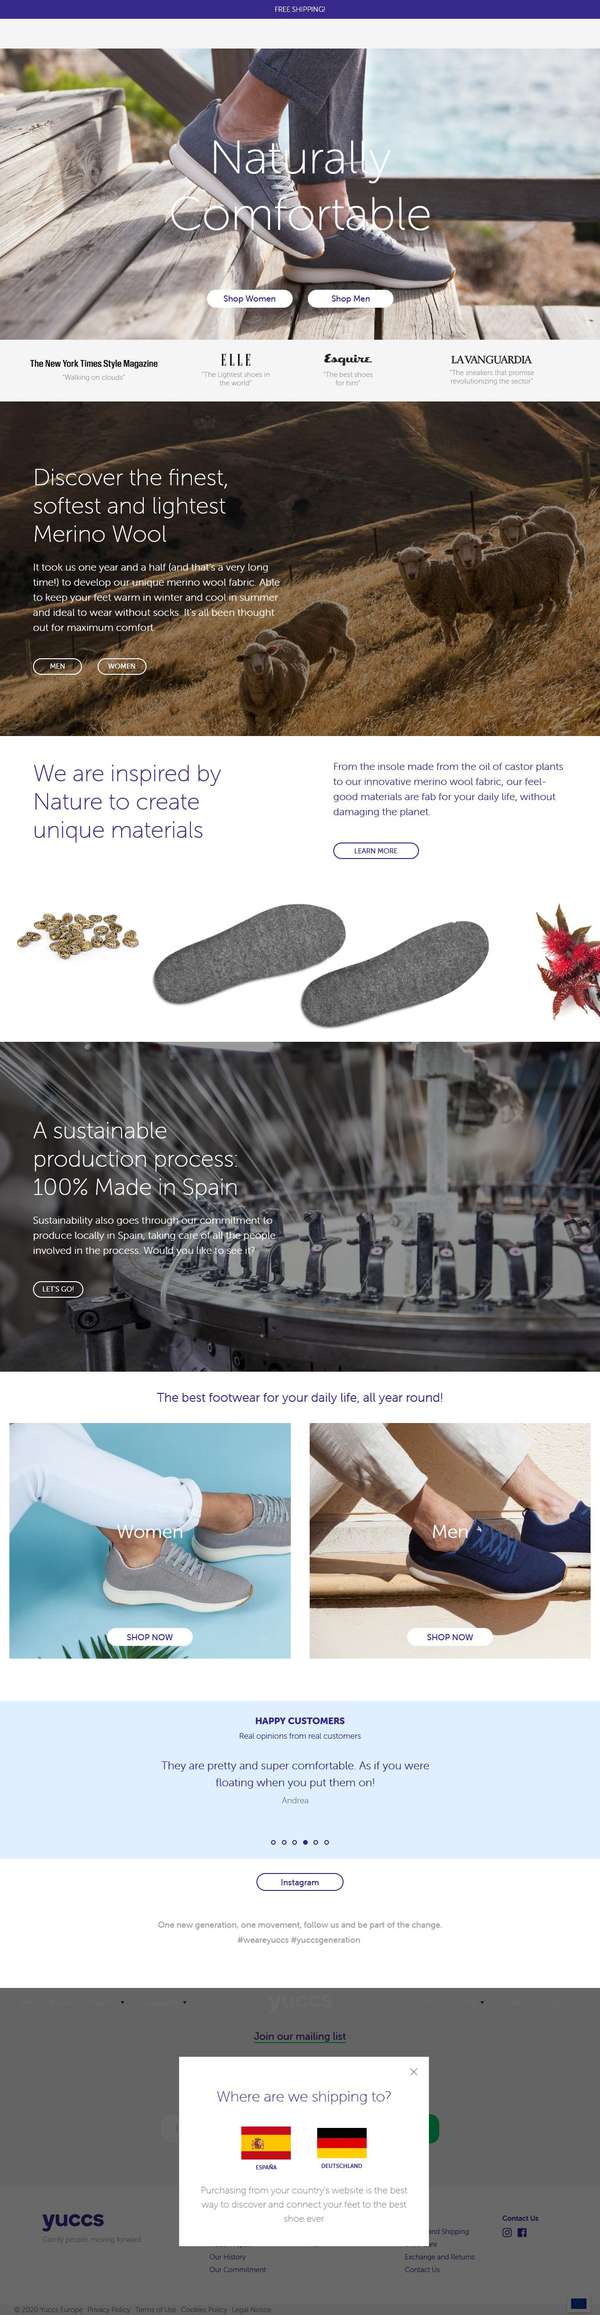 FREE SHIPPING!
Naturally
Comfortable
Shop Women
Shop Men
The New York Times Style Magazine
"Walking on clouds"
ELLE
"The Lightest shoes in
the world"
Esquire
"The best shoes
for him"
LA VANGUARDIA
"The sneakers that promise
revolutionizing the sector"
Discover the finest,
softest and lightest
Merino Wool
It took us one year and a half (and that's a very long
time!) to develop our unique merino wool fabric. Able
to keep your feet warm in winter and cool in summer
and ideal to wear without socks. It's all been thought
out for maximum comfort.
MEN
WOMEN
We are inspired by
Nature to create
unique materials
From the insole made from the oil of castor plants
to our innovative merino wool fabric, our feel-
good materials are fab for your daily life, without
damaging the planet.
LEARN MORE
A sustainable
production process:
100% Made in Spain
Sustainability also goes through our commitment to
produce locally in Spain, taking care of all the people
involved in the process. Would you like to see it?
LET'S GO!
The best footwear for your daily life, all year round!
Women
SHOP NOW
Men
SHOP NOW
HAPPY CUSTOMERS
Real opinions from real customers
They are pretty and super comfortable. As if you were
floating when you put them on!
Andrea
Instagram
One new generation, one movement, follow us and be part of the change.
#weareyuccs #yuccsgeneration
yuccs
Join our mailing list
Where are we shipping to?
ESPAÑA
DEUTSCHLAND
Purchasing from your country's website is the best
way to discover and connect your feet to the best
shoe ever
yuccs
Comfy people, moving forward.
Our History
Our Commitment
and Shipping
Exchange and Returns
Contact Us
Contact Us
© 2020 Yuccs Europe Privacy Policy Terms of Use Cookies Policy Legal Notice